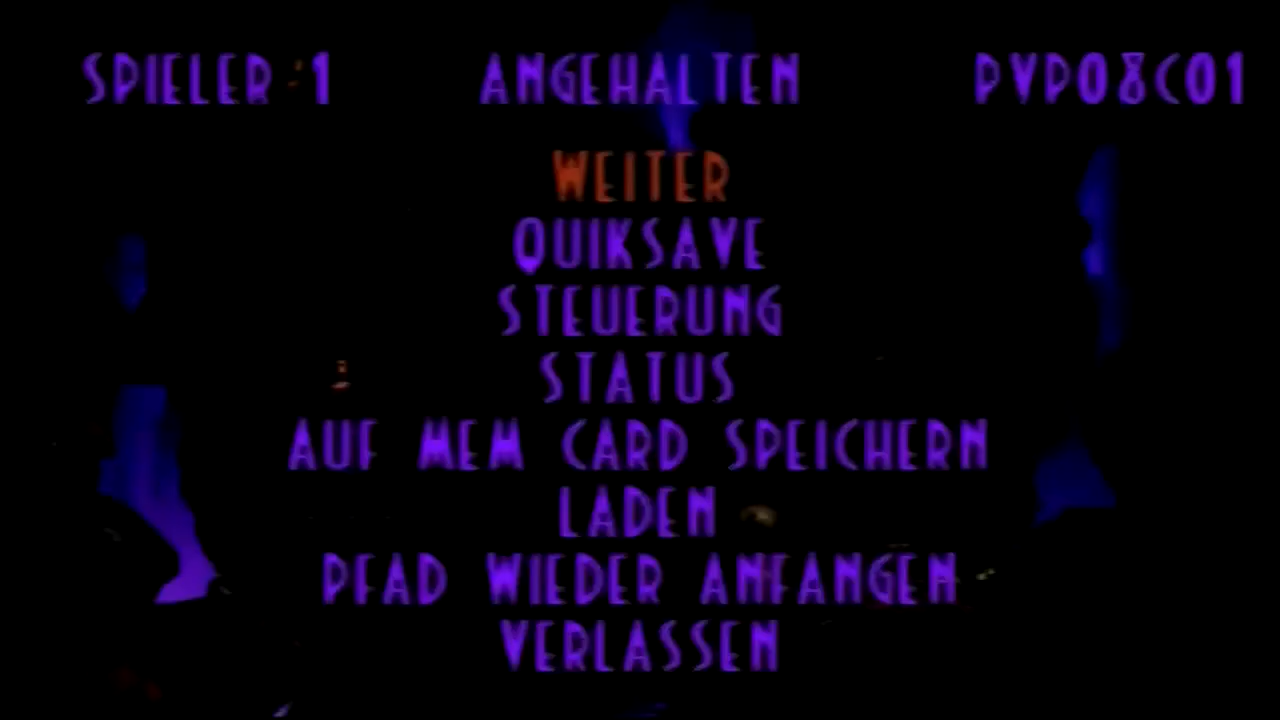 SPIELER 1 ANGEHALTEN PVP08C01
WEITER
QUIKSAVE
STEUERUNG
STATUS
AUF MEM CARD SPEICHERN
LADEN
PFAD WIEDER ANFANGEN
VERLASSEN